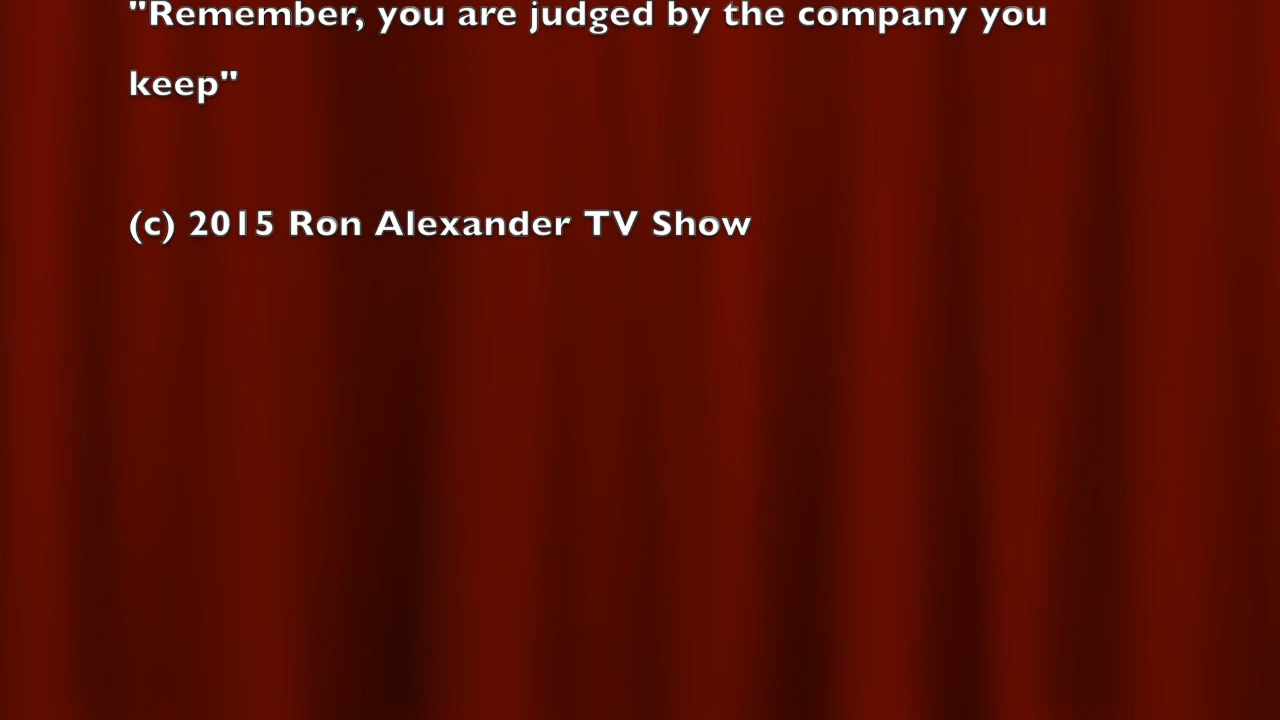 "Remember, you are judged by the company you
keep"
(c) 2015 Ron Alexander TV Show